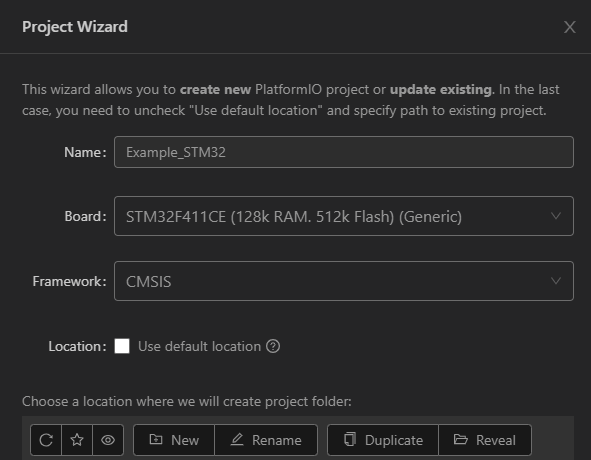 Project Wizard
This wizard allows you to create new PlatformIO project or update existing. In the last
case, you need to uncheck "Use default location" and specify path to existing project.
Name: Example_STM32
Board: STM32F411CE (128k RAM. 512k Flash) (Generic)
Framework: CMSIS
Location: Use default location
Choose a location where we will create project folder:
New Rename Duplicate Reveal